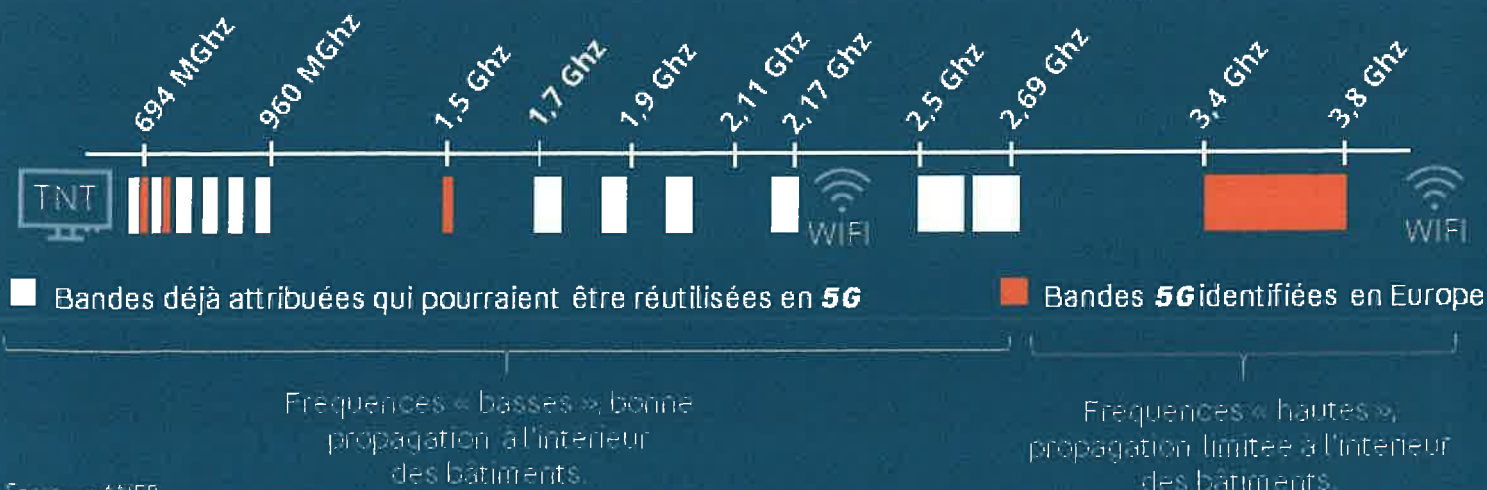 694 MGhz
960 MGhz
1,5 Ghz
1,7 Ghz
1,9 Ghz
2,11 Ghz
2,17 Ghz
2,5 Ghz
2,69 Ghz
3,4 Ghz
3,8 Ghz
TNT
WIFI
WIFI
Bandes déjà attribuées qui pourraient être réutilisées en 5G
Bandes 5G identifiées en Europe
Fréquences « basses », bonne
propagation à l'intérieur
des bâtiments.
Fréquences « hautes »,
propagation limitée à l'intérieur
des bâtiments.